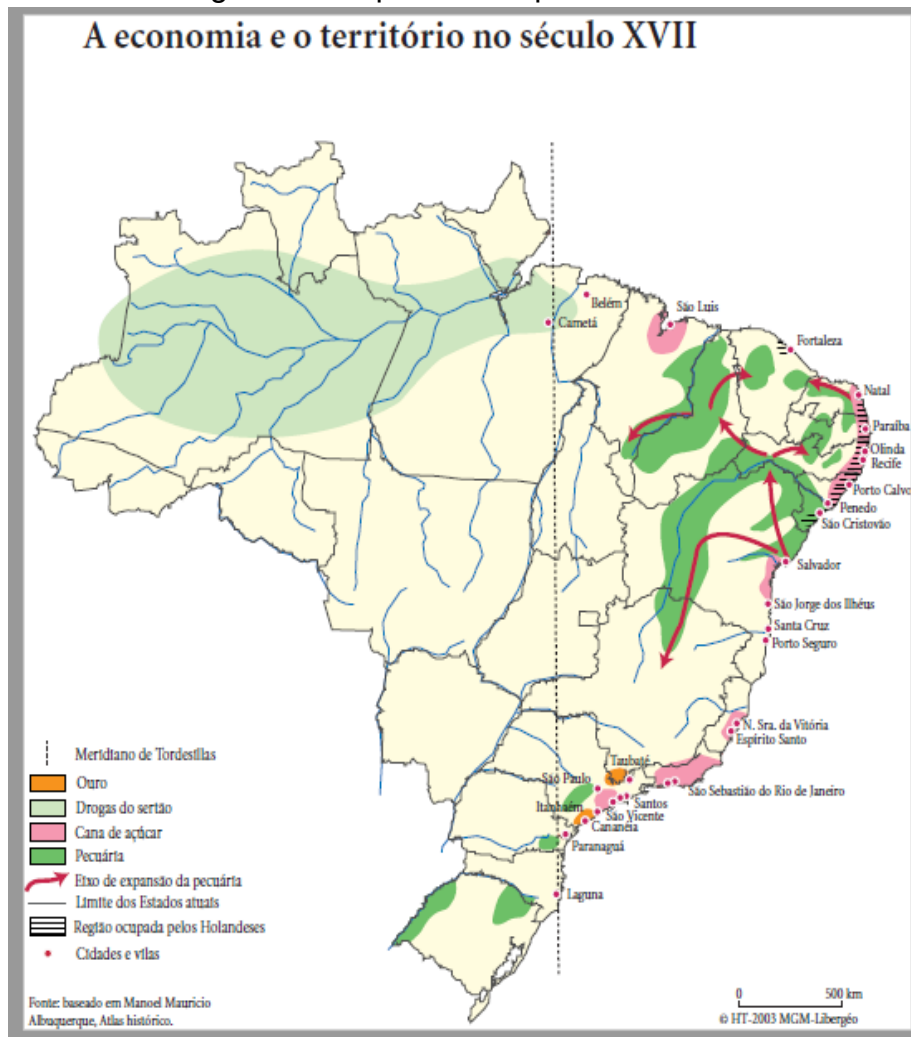 A economia e o território no século XVII
Belém
Cametá
São Luis
Fortaleza
Natal
Paraíba
Olinda
Recife
Porto Calvo
Penedo
São Cristovão
Salvador
São Jorge dos Ilhéus
Santa Cruz
Porto Seguro
N. Sra. da Vitória
Espírito Santo
Taubaté
São Paulo
São Sebastião do Rio de Janeiro
Itanhaém
Santos
São Vicente
Cananéia
Paranaguá
Laguna
Meridiano de Tordesillas
Ouro
Drogas do sertão
Cana de açúcar
Pecuária
Eixo de expansão da pecuária
Limite dos Estados atuais
Região ocupada pelos Holandeses
Cidades e vilas
Fonte: baseado em Manoel Mauricio
Albuquerque, Atlas histórico.
0 500 km
© HT-2003 MGM-Libergéo